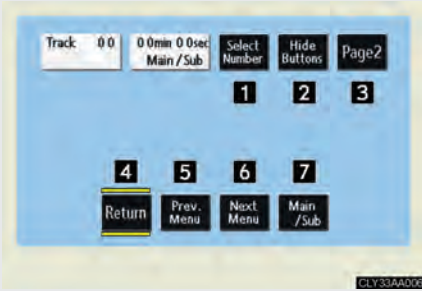 Track 0 0
0 0min 0 0sec
Main / Sub
Select
Number
Hide
Buttons
Page2
1
2
3
4
5
6
7
Return
Prev.
Menu
Next
Menu
Main
/Sub
CLY33AA006